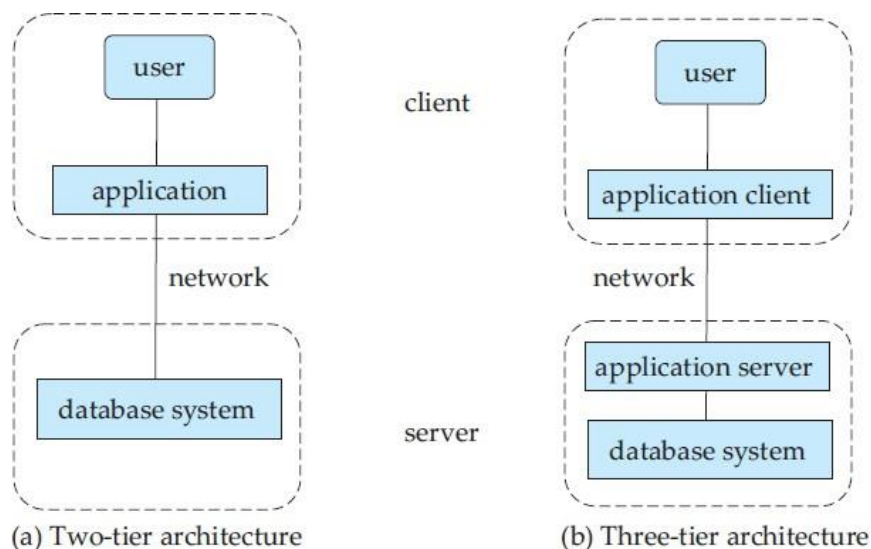 user
application
network
database system
(a) Two-tier architecture
client
server
user
application client
network
application server
database system
(b) Three-tier architecture